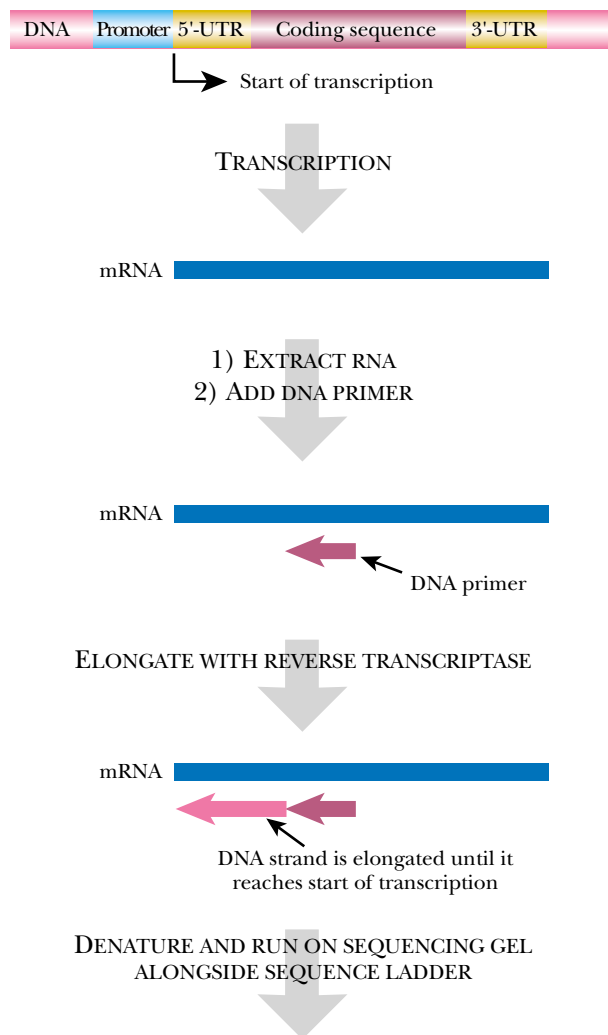 DNA Promoter 5'-UTR Coding sequence 3'-UTR
Start of transcription
TRANSCRIPTION
mRNA
1) EXTRACT RNA
2) ADD DNA PRIMER
mRNA
DNA primer
ELONGATE WITH REVERSE TRANSCRIPTASE
mRNA
DNA strand is elongated until it
reaches start of transcription
DENATURE AND RUN ON SEQUENCING GEL
ALONGSIDE SEQUENCE LADDER